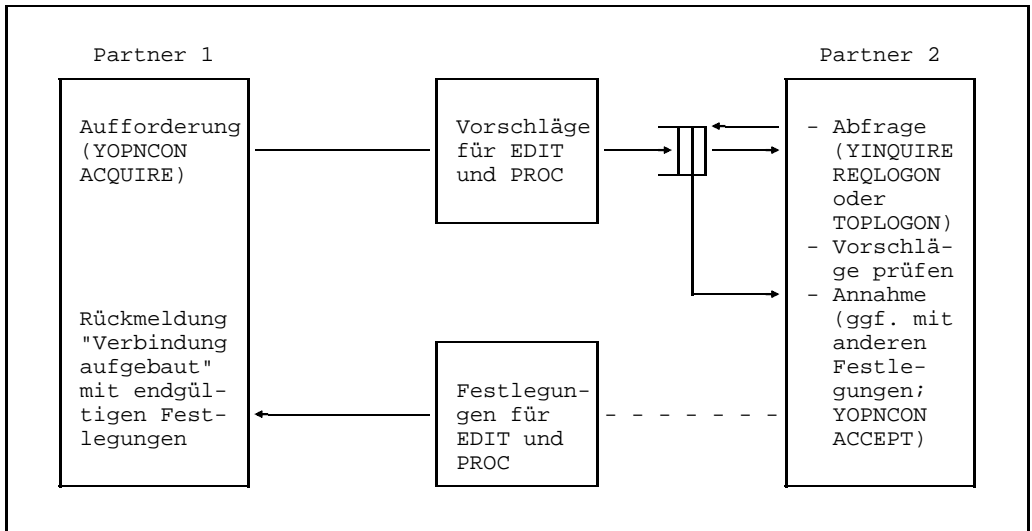 Partner 1
Partner 2
Aufforderung
(YOPNCON
ACQUIRE)
Vorschläge
für EDIT
und PROC
- Abfrage
(YINQUIRE
REQLOGON
oder
TOPLOGON)
- Vorschlä-
ge prüfen
- Annahme
(ggf. mit
anderen
Festle-
gungen;
YOPNCON
ACCEPT)
Rückmeldung
"Verbindung
aufgebaut"
mit endgül-
tigen Fest-
legungen
Festlegun-
gen für
EDIT und
PROC